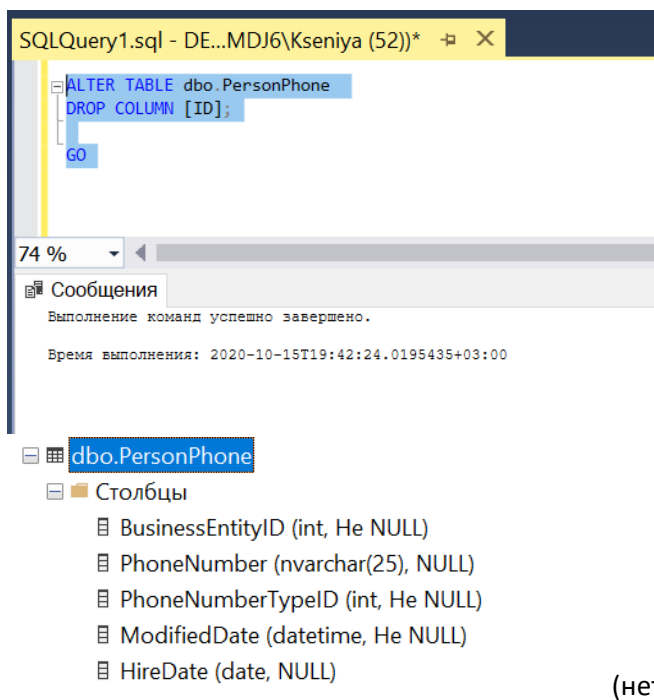 SQLQuery1.sql - DE...MDJ6\Kseniya (52))*
ALTER TABLE dbo.PersonPhone
DROP COLUMN [ID];
GO
74 %
Сообщения
Выполнение команд успешно завершено.
Время выполнения: 2020-10-15T19:42:24.0195435+03:00
dbo.PersonPhone
Столбцы
BusinessEntityID (int, Не NULL)
PhoneNumber (nvarchar(25), NULL)
PhoneNumberTypeID (int, Не NULL)
ModifiedDate (datetime, Не NULL)
HireDate (date, NULL)
(нет